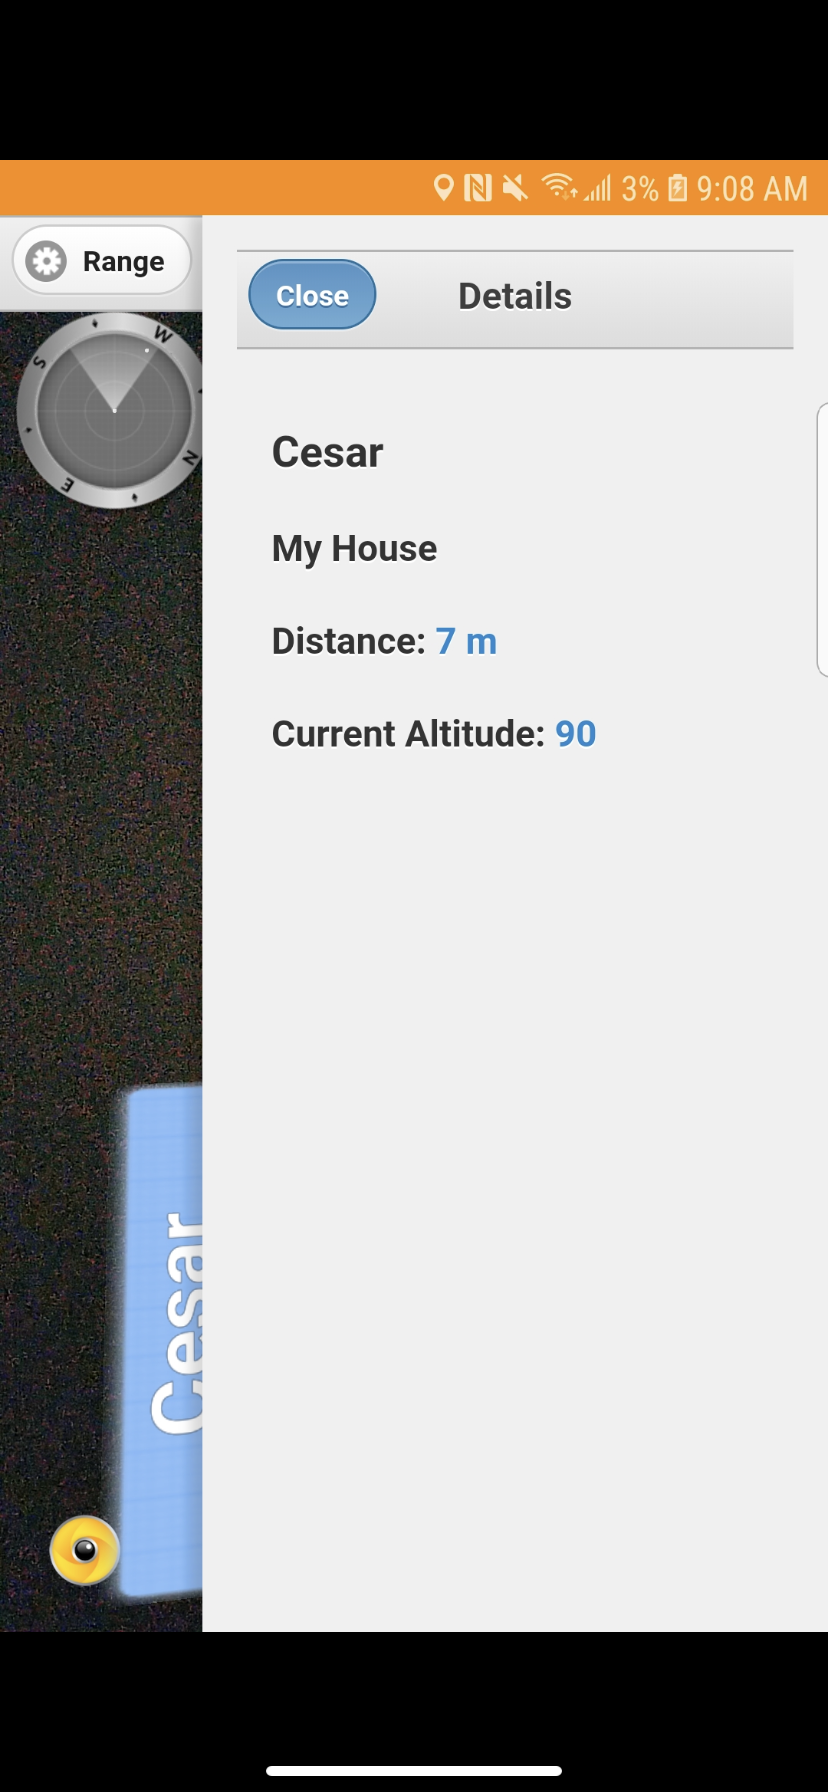 3% 9:08 AM
Range
Close
Details
W
S
N
E
Cesar
My House
Distance: 7 m
Current Altitude: 90
Cesar